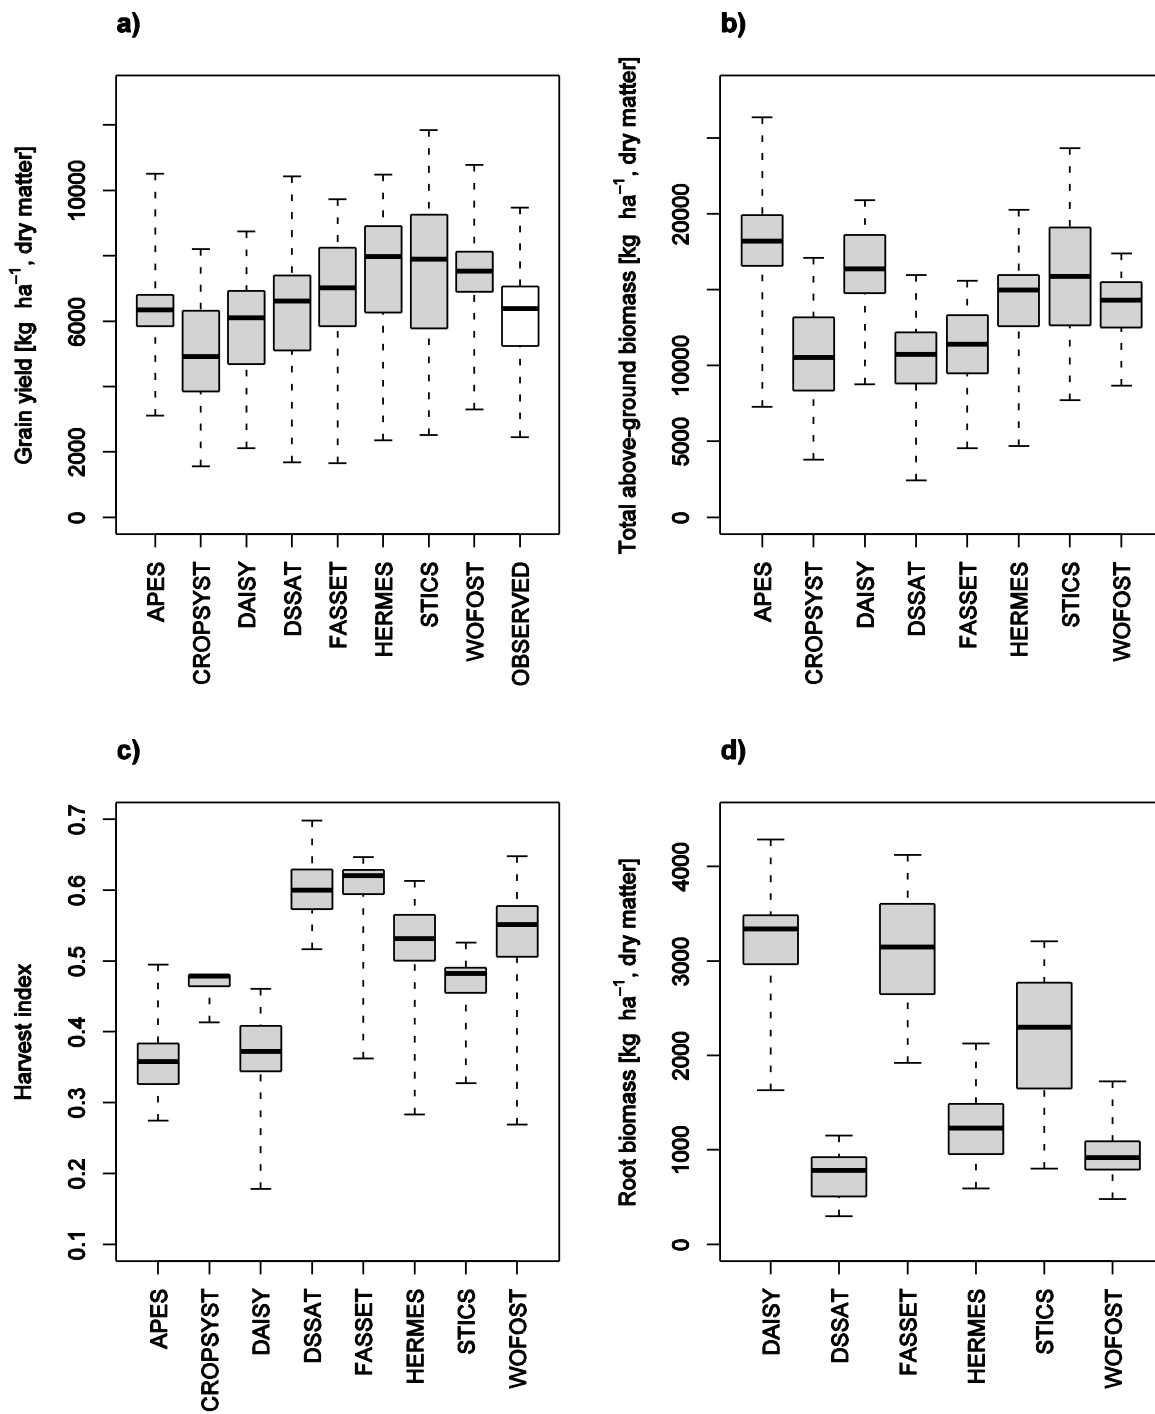 a)
Grain yield [kg ha−1, dry matter]
0
2000
6000
10000
APES
CROPSYST
DAISY
DSSAT
FASSET
HERMES
STICS
WOFOST
OBSERVED
b)
Total above-ground biomass [kg ha−1, dry matter]
0
5000
10000
20000
APES
CROPSYST
DAISY
DSSAT
FASSET
HERMES
STICS
WOFOST
c)
Harvest index
0.1
0.2
0.3
0.4
0.5
0.6
0.7
APES
CROPSYST
DAISY
DSSAT
FASSET
HERMES
STICS
WOFOST
d)
Root biomass [kg ha−1, dry matter]
0
1000
2000
3000
4000
DAISY
DSSAT
FASSET
HERMES
STICS
WOFOST